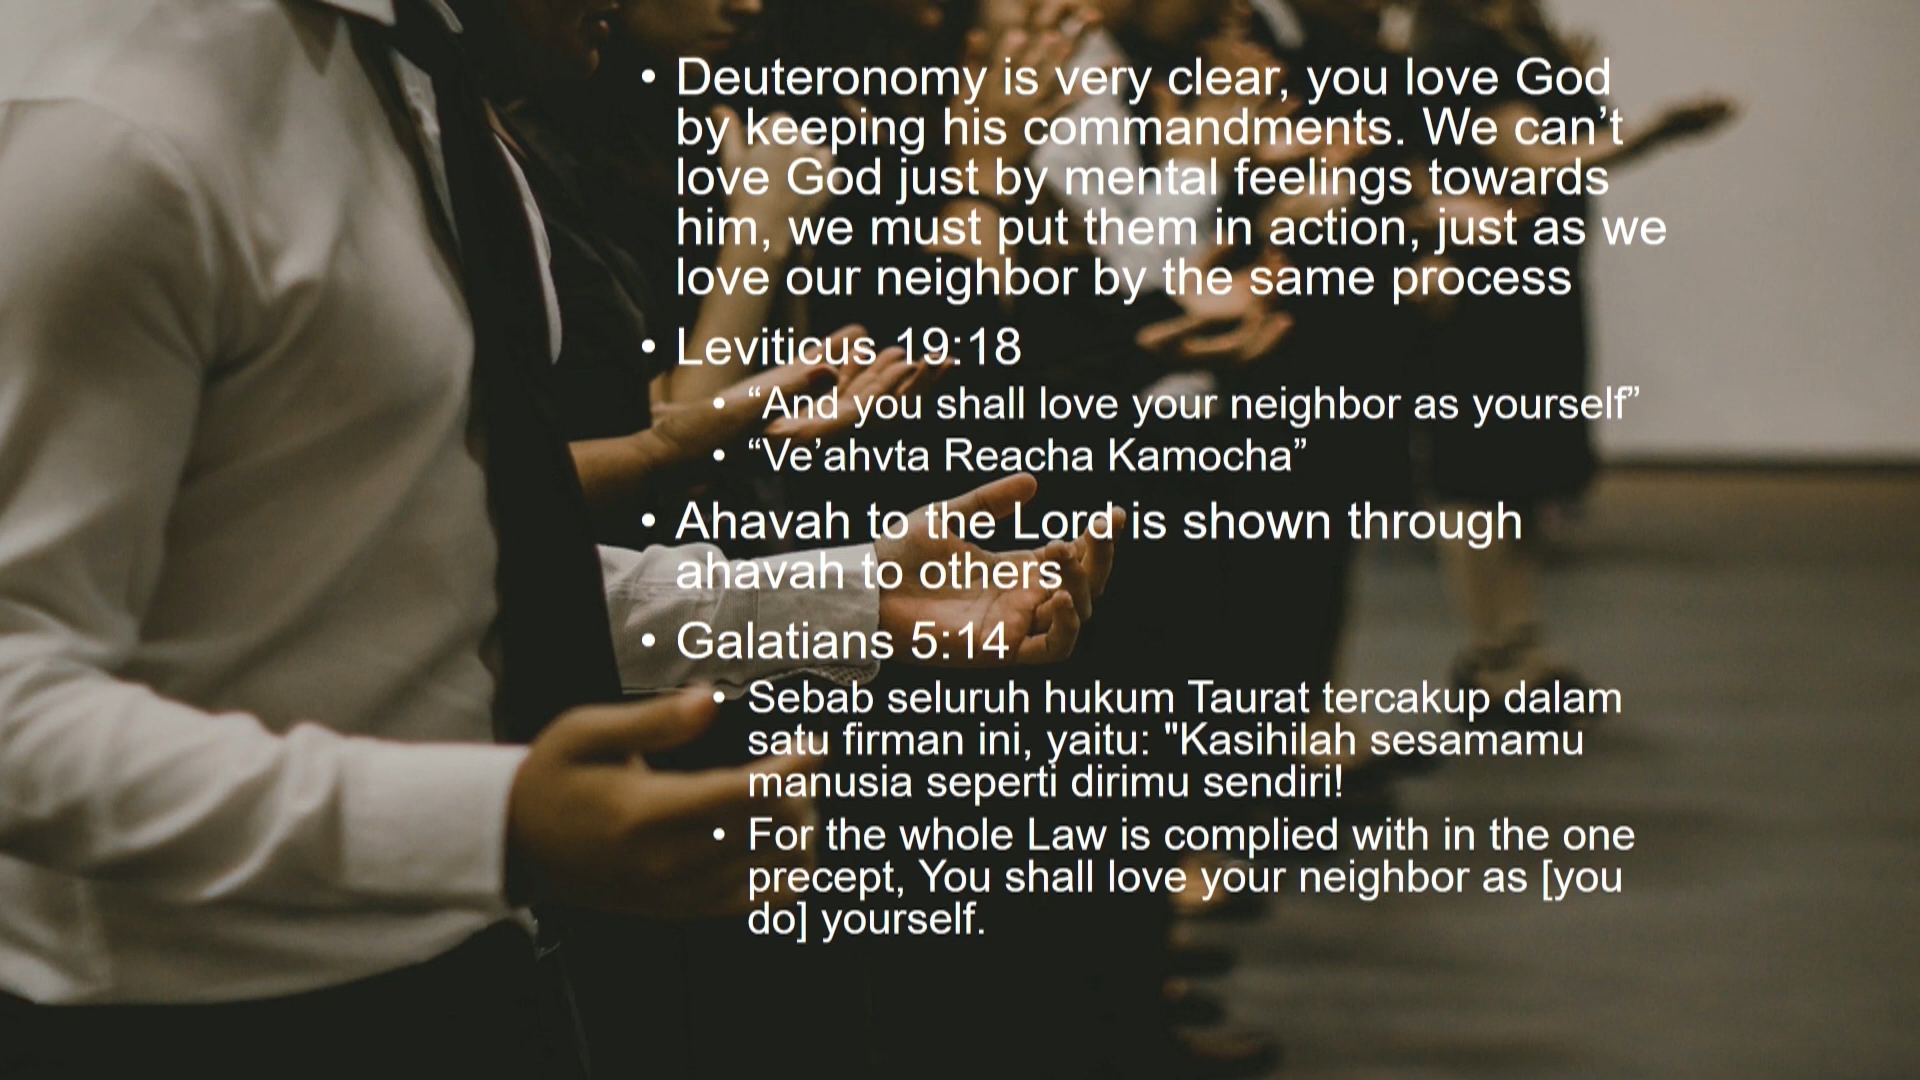 • Deuteronomy is very clear, you love God
by keeping his commandments. We can’t
love God just by mental feelings towards
him, we must put them in action, just as we
love our neighbor by the same process
• Leviticus 19:18
• “And you shall love your neighbor as yourself”
• “Ve’ahvta Reacha Kamocha”
• Ahavah to the Lord is shown through
ahavah to others
• Galatians 5:14
• Sebab seluruh hukum Taurat tercakup dalam
satu firman ini, yaitu: "Kasihilah sesamamu
manusia seperti dirimu sendiri!
• For the whole Law is complied with in the one
precept, You shall love your neighbor as [you
do] yourself.